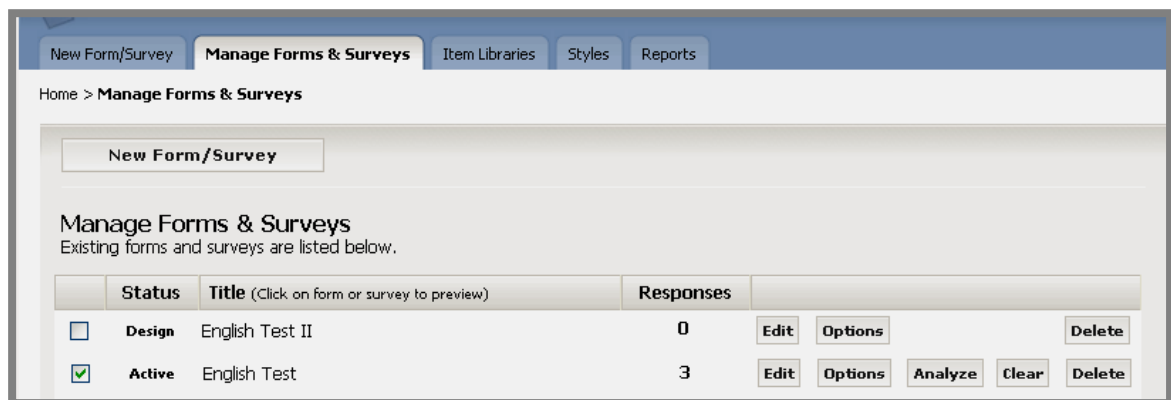 New Form/Survey Manage Forms & Surveys Item Libraries Styles Reports
Home > Manage Forms & Surveys
New Form/Survey
Manage Forms & Surveys
Existing forms and surveys are listed below.
Status Title (Click on form or survey to preview) Responses
Design English Test II 0 Edit Options Delete
Active English Test 3 Edit Options Analyze Clear Delete